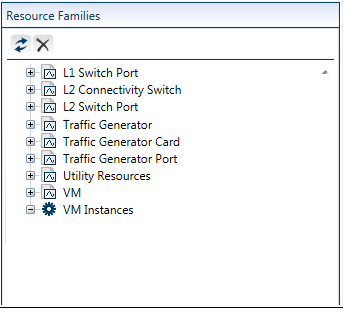 Resource Families
L1 Switch Port
L2 Connectivity Switch
L2 Switch Port
Traffic Generator
Traffic Generator Card
Traffic Generator Port
Utility Resources
VM
VM Instances